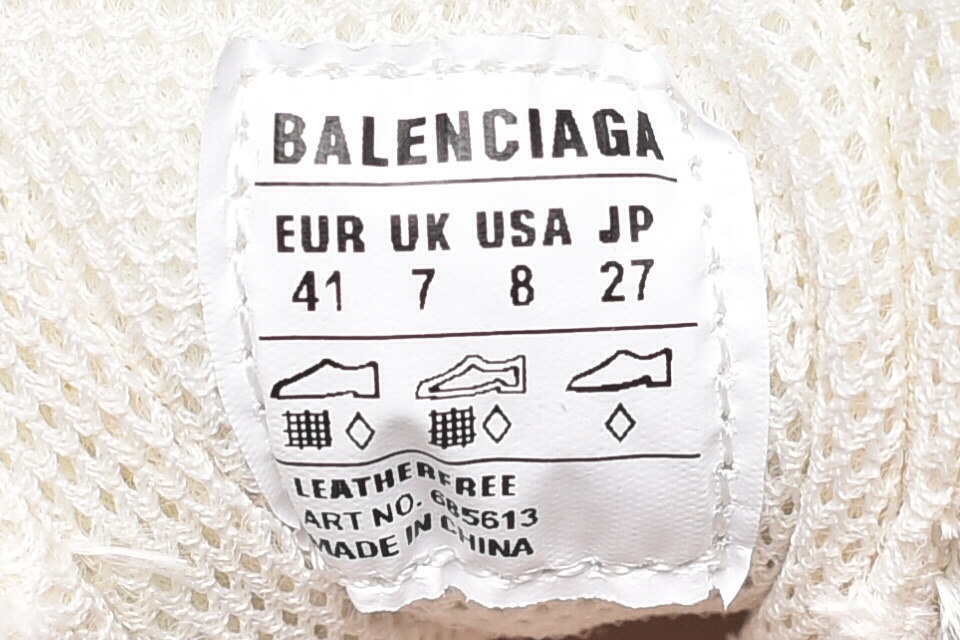 BALENCIAGA
EUR UK USA JP
41 7 8 27
LEATHERFREE
ART NO. 685613
MADE IN CHINA